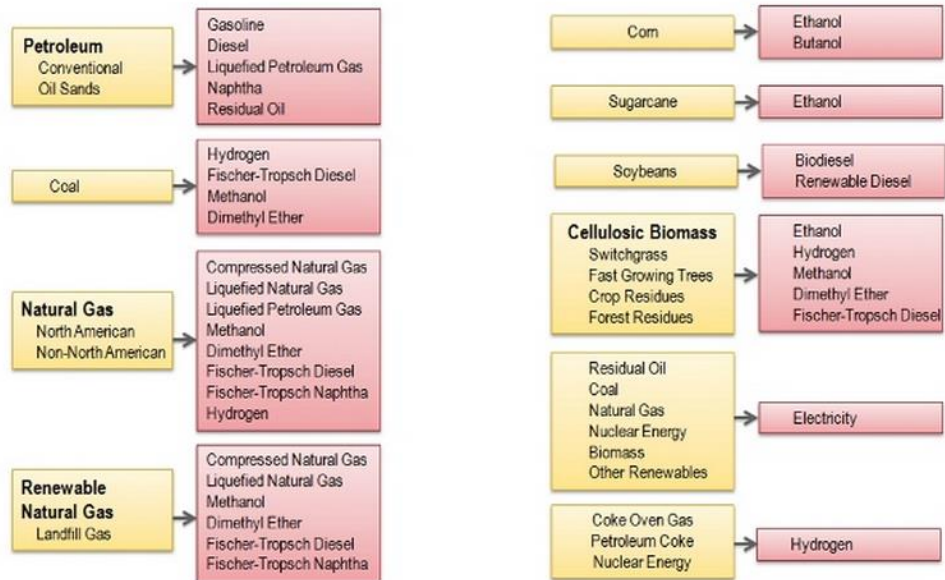 Petroleum
Conventional
Oil Sands
Gasoline
Diesel
Liquefied Petroleum Gas
Naphtha
Residual Oil
Coal
Hydrogen
Fischer-Tropsch Diesel
Methanol
Dimethyl Ether
Natural Gas
North American
Non-North American
Compressed Natural Gas
Liquefied Natural Gas
Liquefied Petroleum Gas
Methanol
Dimethyl Ether
Fischer-Tropsch Diesel
Fischer-Tropsch Naphtha
Hydrogen
Renewable
Natural Gas
Landfill Gas
Compressed Natural Gas
Liquefied Natural Gas
Methanol
Dimethyl Ether
Fischer-Tropsch Diesel
Fischer-Tropsch Naphtha
Corn
Ethanol
Butanol
Sugarcane
Ethanol
Soybeans
Biodiesel
Renewable Diesel
Cellulosic Biomass
Switchgrass
Fast Growing Trees
Crop Residues
Forest Residues
Ethanol
Hydrogen
Methanol
Dimethyl Ether
Fischer-Tropsch Diesel
Residual Oil
Coal
Natural Gas
Nuclear Energy
Biomass
Other Renewables
Electricity
Coke Oven Gas
Petroleum Coke
Nuclear Energy
Hydrogen